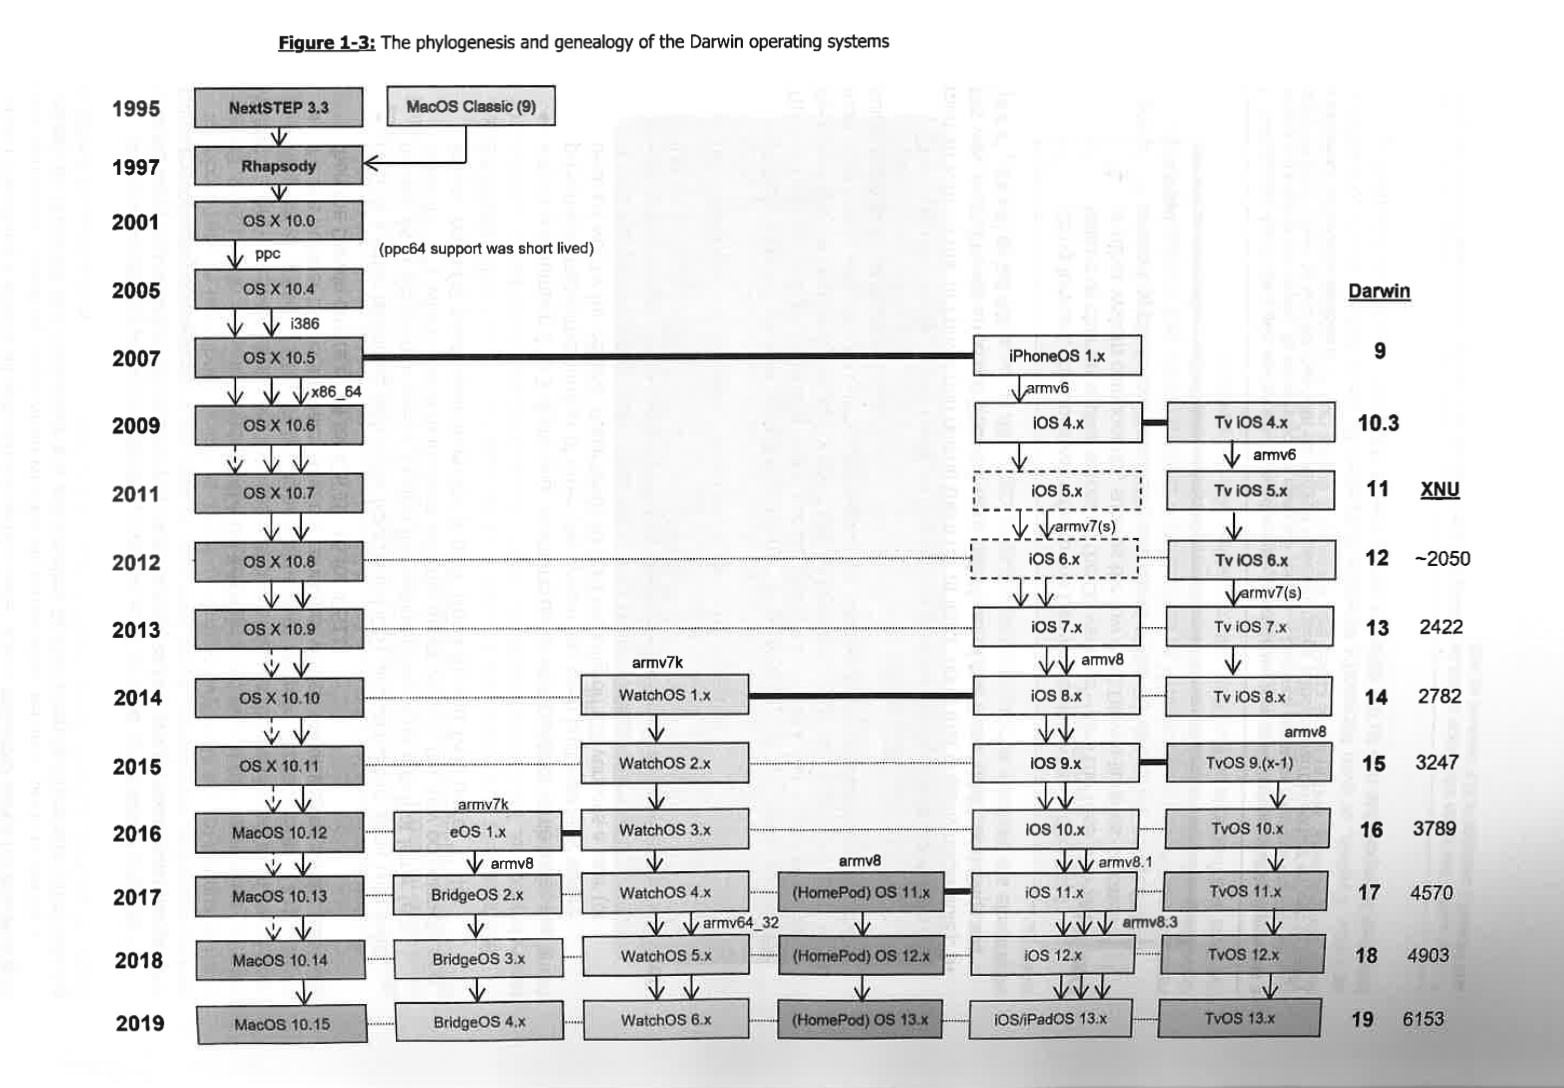 Figure 1-3: The phylogenesis and genealogy of the Darwin operating systems
1995 NextSTEP 3.3 MacOS Classic (9)
1997 Rhapsody
2001 OS X 10.0
ppc (ppc64 support was short lived)
2005 OS X 10.4 Darwin
i386
2007 OS X 10.5 iPhoneOS 1.x 9
x86_64 armv6
2009 OS X 10.6 iOS 4.x Tv iOS 4.x 10.3
armv6
2011 OS X 10.7 iOS 5.x Tv iOS 5.x 11 XNU
armv7(s)
2012 OS X 10.8 iOS 6.x Tv iOS 6.x 12 ~2050
armv7(s)
2013 OS X 10.9 iOS 7.x Tv iOS 7.x 13 2422
armv7k armv8
2014 OS X 10.10 WatchOS 1.x iOS 8.x Tv iOS 8.x 14 2782
armv8
2015 OS X 10.11 WatchOS 2.x iOS 9.x TvOS 9.(x-1) 15 3247
armv7k
2016 MacOS 10.12 eOS 1.x WatchOS 3.x iOS 10.x TvOS 10.x 16 3789
armv8 armv8 armv8.1
2017 MacOS 10.13 BridgeOS 2.x WatchOS 4.x (HomePod) OS 11.x iOS 11.x TvOS 11.x 17 4570
armv64_32 armv8.3
2018 MacOS 10.14 BridgeOS 3.x WatchOS 5.x (HomePod) OS 12.x iOS 12.x TvOS 12.x 18 4903
2019 MacOS 10.15 BridgeOS 4.x WatchOS 6.x (HomePod) OS 13.x iOS/iPadOS 13.x TvOS 13.x 19 6153